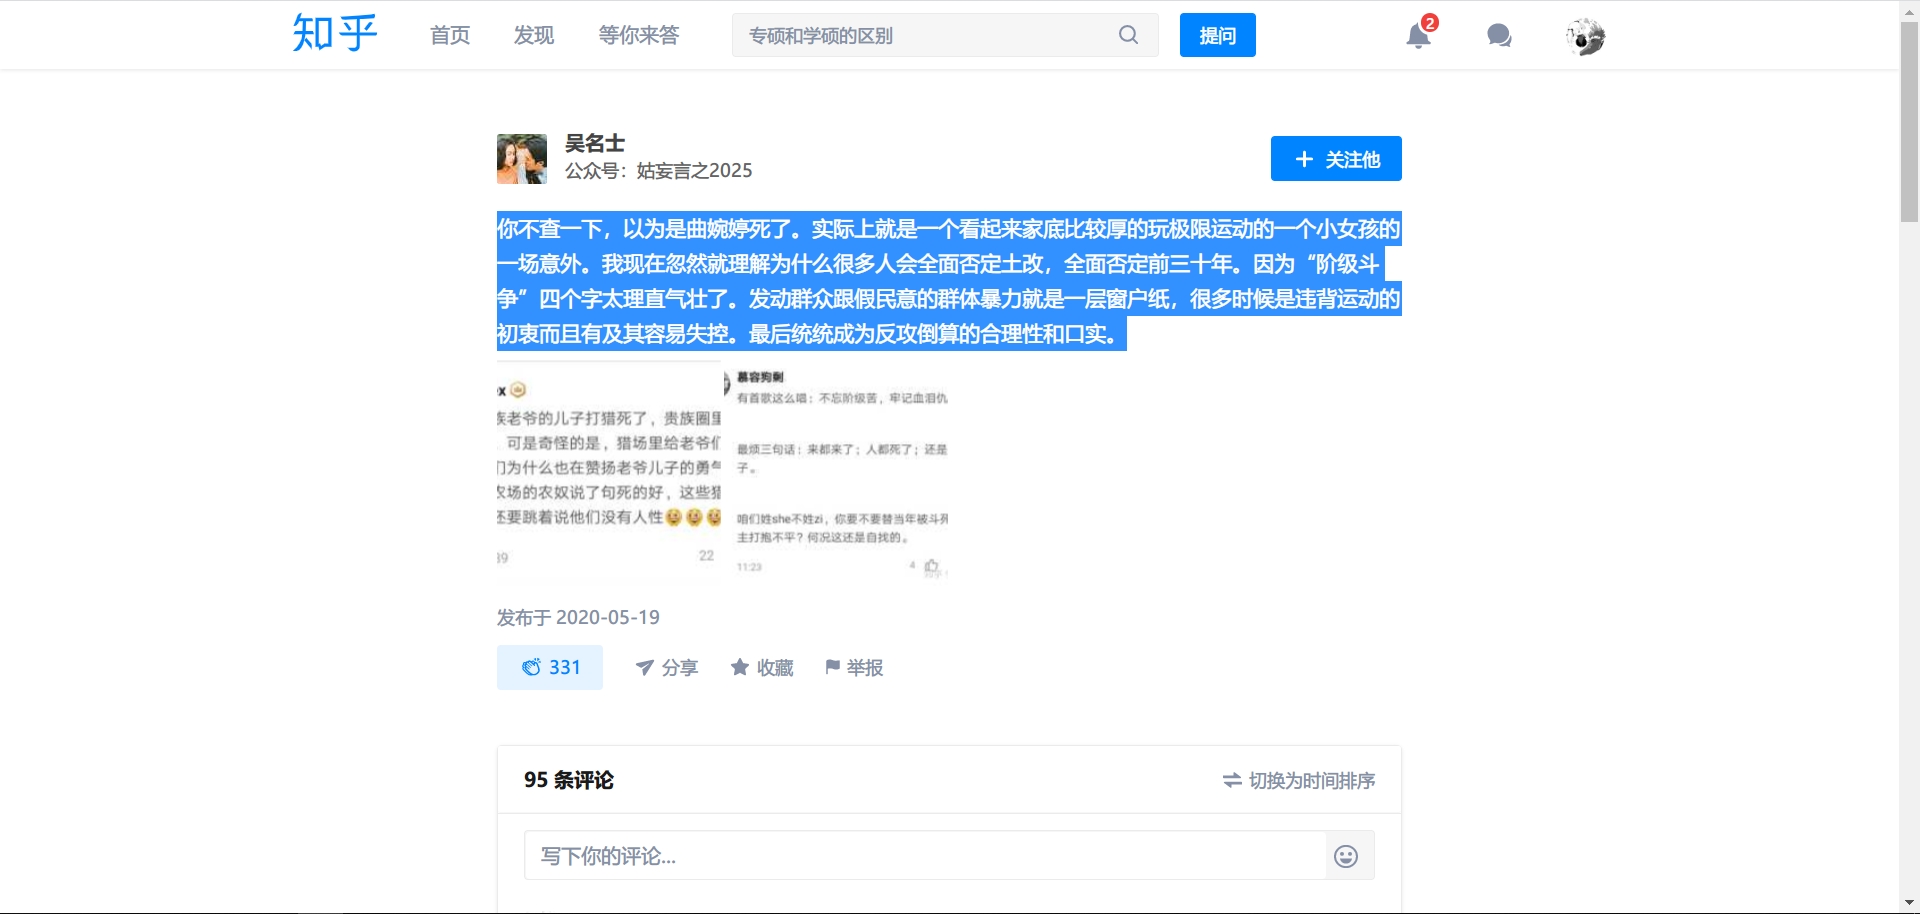 知乎
首页
发现
等你来答
专硕和学硕的区别
提问
2
吴名士
公众号：姑妄言之2025
关注他
你不查一下，以为是曲婉婷死了。实际上就是一个看起来家底比较厚的玩极限运动的一个小女孩的
一场意外。我现在忽然就理解为什么很多人会全面否定土改，全面否定前三十年。因为“阶级斗
争”四个字太理直气壮了。发动群众跟假民意的群体暴力就是一层窗户纸，很多时候是违背运动的
初衷而且有及其容易失控。最后统统成为反攻倒算的合理性和口实。
x
族老爷的儿子打猎死了，贵族圈里
可是奇怪的是，猎场里给老爷们
们为什么也在赞扬老爷儿子的勇气
农场的农奴说了句死的好，这些猎
还要跳着说他们没有人性
39
22
慕容狗剩
有首歌这么唱：不忘阶级苦，牢记血泪仇
最烦三句话：来都来了；人都死了；还是
子。
咱们姓she不姓zi，你要不要替当年被斗死
主打抱不平？何况这还是自找的。
11:23
4
发布于 2020-05-19
331
分享
收藏
举报
95 条评论
切换为时间排序
写下你的评论...